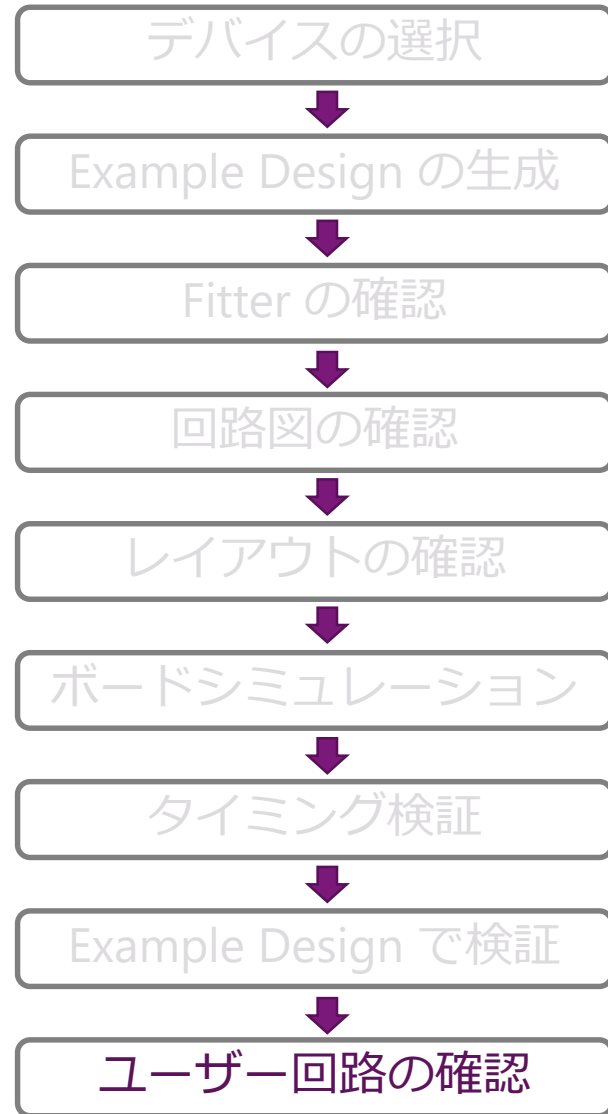 デバイスの選択
Example Design の生成
Fitter の確認
回路図の確認
レイアウトの確認
ボードシミュレーション
タイミング検証
Example Design で検証
ユーザー回路の確認